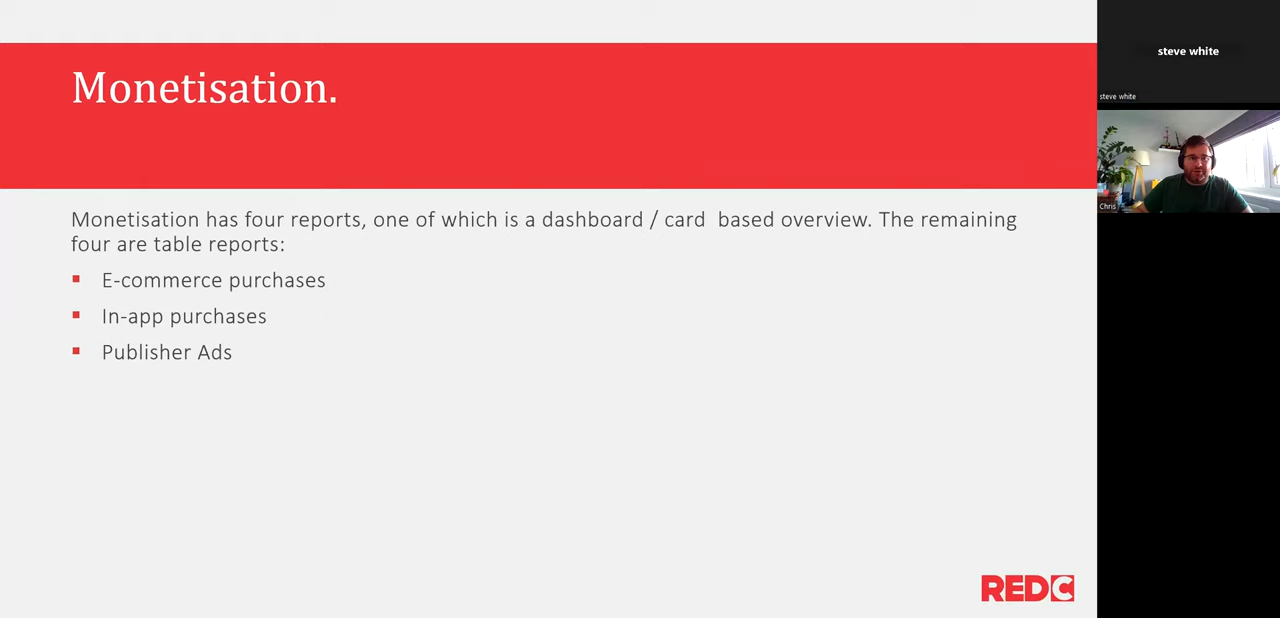 Monetisation.
Monetisation has four reports, one of which is a dashboard / card  based overview. The remaining
four are table reports:
E-commerce purchases
In-app purchases
Publisher Ads
REDC
steve white
steve white
Chris